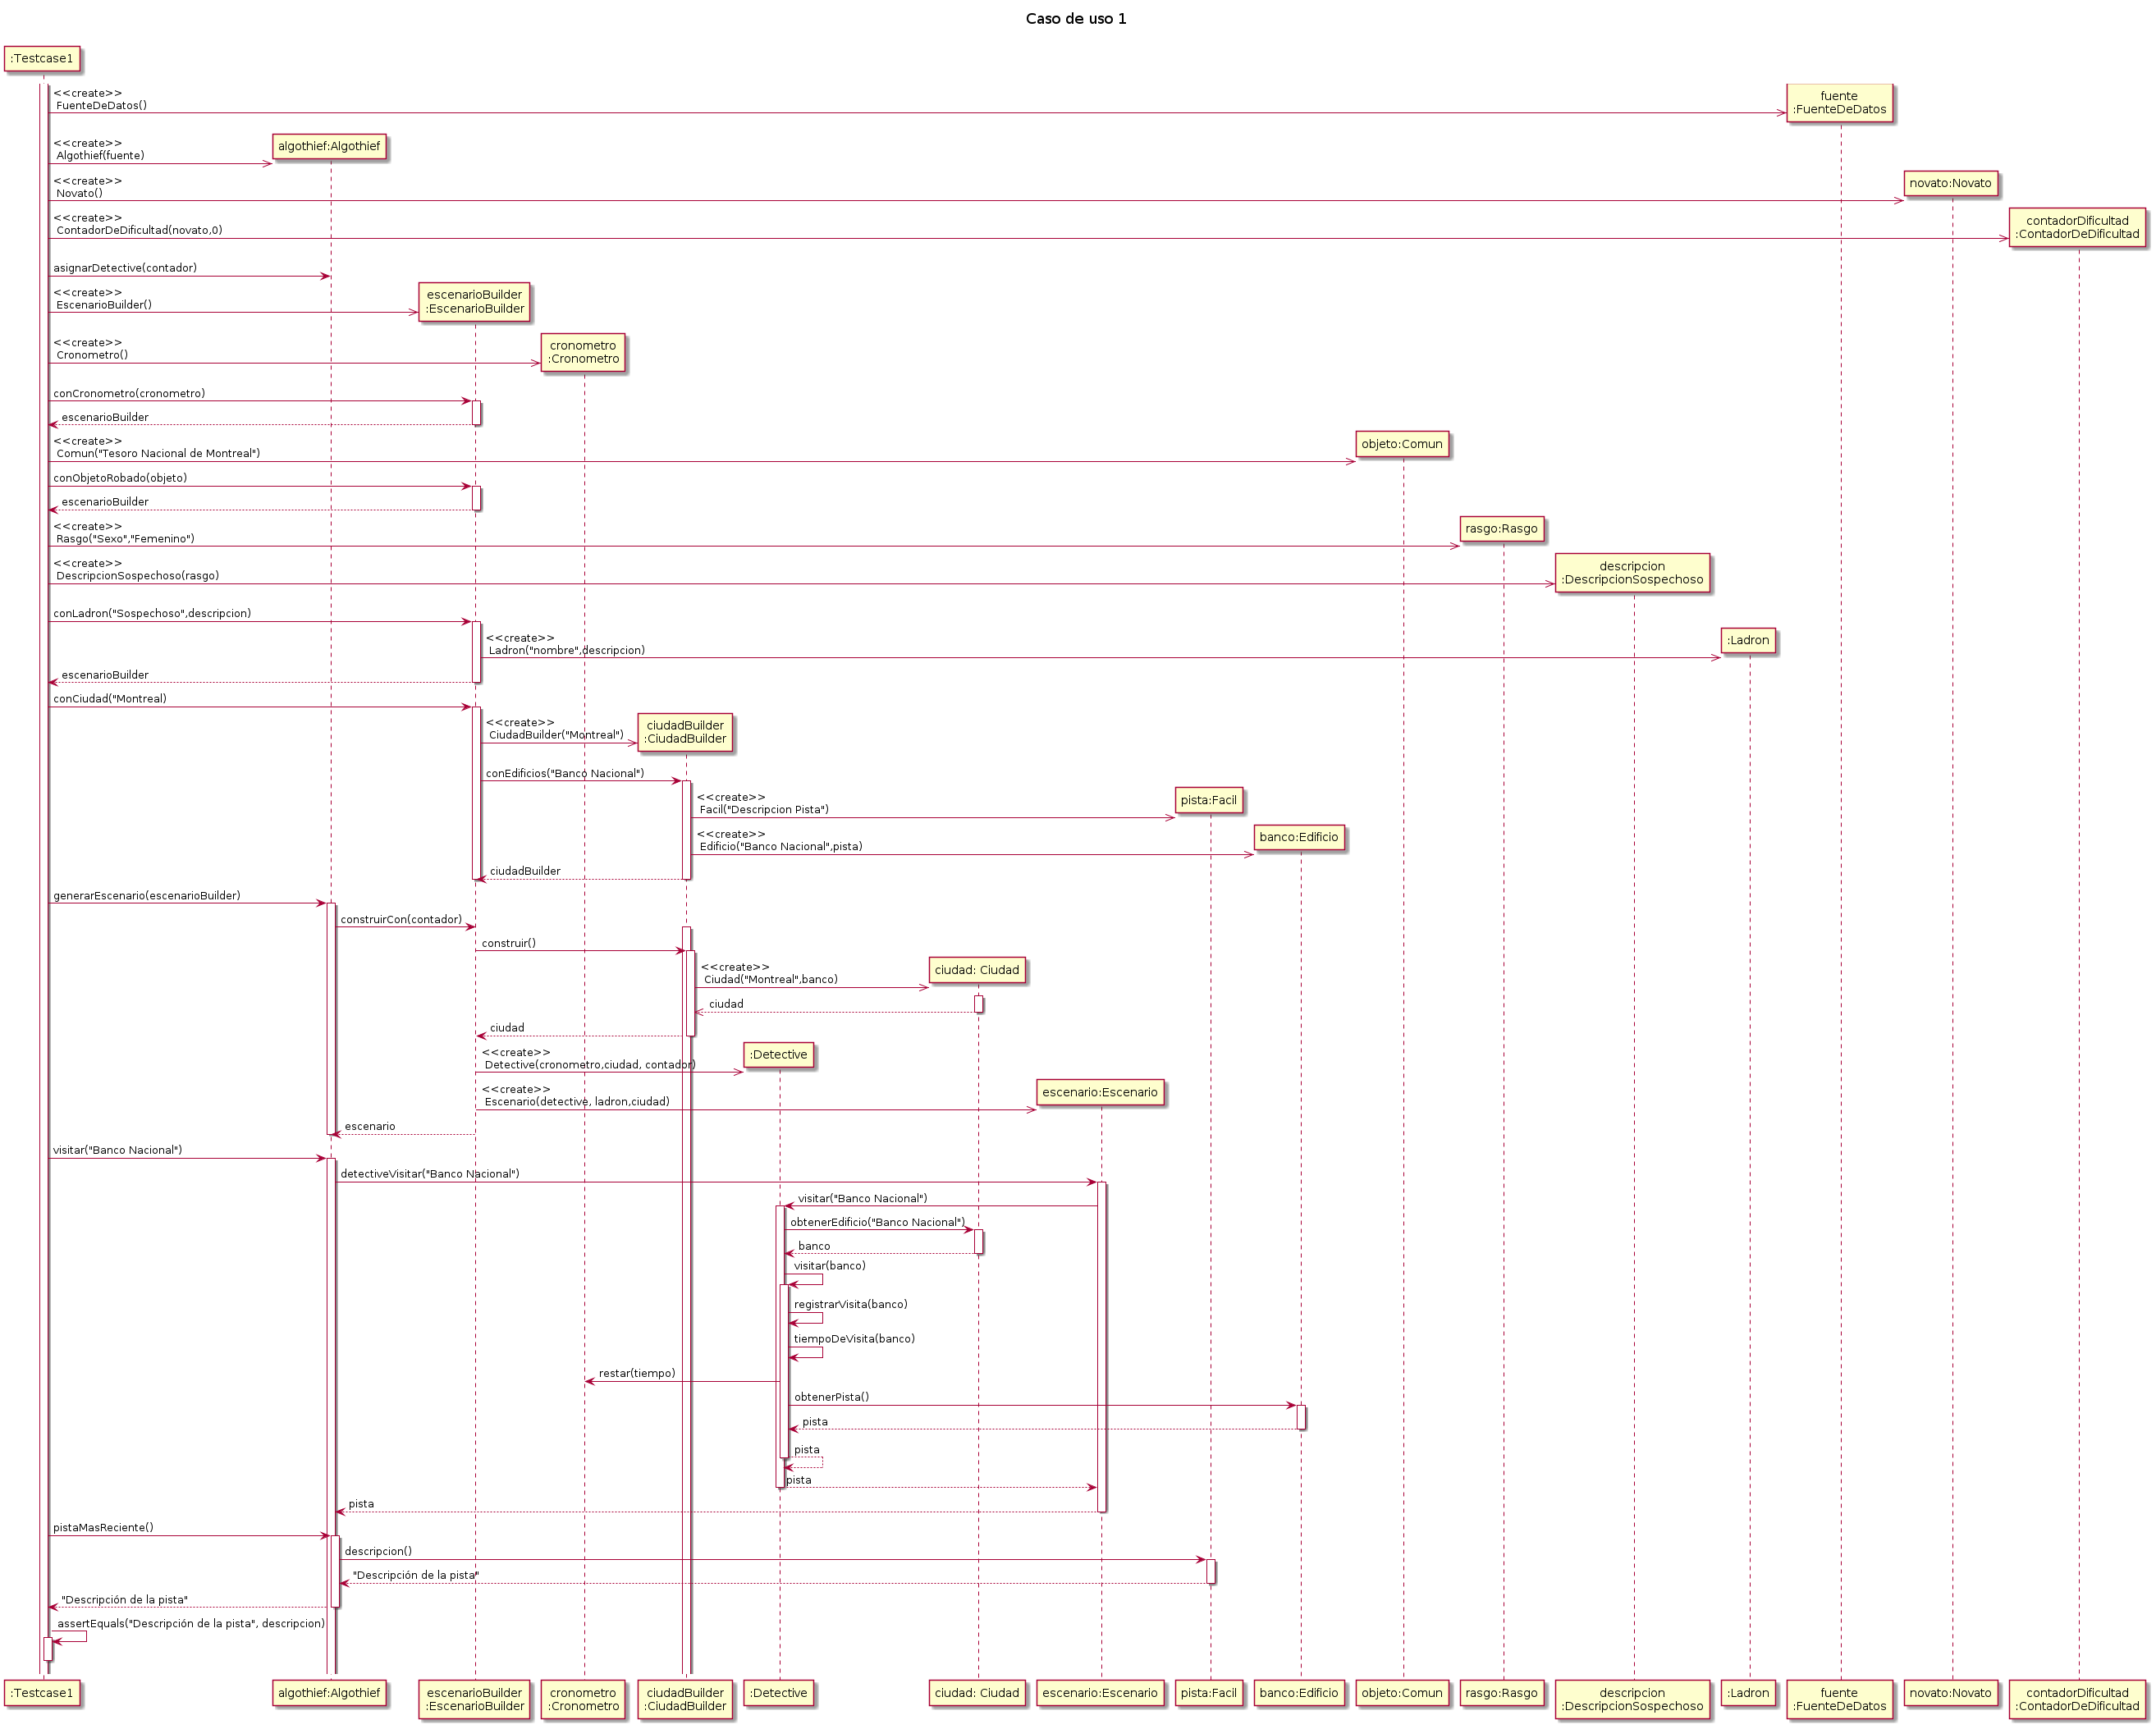 Caso de uso 1
:Testcase1
<<create>>
FuenteDeDatos()
fuente
:FuenteDeDatos
<<create>>
Algothief(fuente)
algothief:Algothief
<<create>>
Novato()
novato:Novato
<<create>>
ContadorDeDificultad(novato,0)
contadorDificultad
:ContadorDeDificultad
asignarDetective(contador)
<<create>>
EscenarioBuilder()
escenarioBuilder
:EscenarioBuilder
<<create>>
Cronometro()
cronometro
:Cronometro
conCronometro(cronometro)
escenarioBuilder
<<create>>
Comun("Tesoro Nacional de Montreal")
objeto:Comun
conObjetoRobado(objeto)
escenarioBuilder
<<create>>
Rasgo("Sexo","Femenino")
rasgo:Rasgo
<<create>>
DescripcionSospechoso(rasgo)
descripcion
:DescripcionSospechoso
conLadron("Sospechoso",descripcion)
<<create>>
Ladron("nombre",descripcion)
:Ladron
escenarioBuilder
conCiudad("Montreal)
<<create>>
CiudadBuilder("Montreal")
ciudadBuilder
:CiudadBuilder
conEdificios("Banco Nacional")
<<create>>
Facil("Descripcion Pista")
pista:Facil
<<create>>
Edificio("Banco Nacional",pista)
banco:Edificio
ciudadBuilder
generarEscenario(escenarioBuilder)
construirCon(contador)
construir()
<<create>>
Ciudad("Montreal",banco)
ciudad: Ciudad
ciudad
ciudad
<<create>>
Detective(cronometro,ciudad, contador)
:Detective
<<create>>
Escenario(detective, ladron,ciudad)
escenario:Escenario
escenario
visitar("Banco Nacional")
detectiveVisitar("Banco Nacional")
visitar("Banco Nacional")
obtenerEdificio("Banco Nacional")
banco
visitar(banco)
registrarVisita(banco)
tiempoDeVisita(banco)
restar(tiempo)
obtenerPista()
pista
pista
pista
pista
pistaMasReciente()
descripcion()
"Descripción de la pista"
"Descripción de la pista"
assertEquals("Descripción de la pista", descripcion)
:Testcase1
algothief:Algothief
escenarioBuilder
:EscenarioBuilder
cronometro
:Cronometro
ciudadBuilder
:CiudadBuilder
:Detective
ciudad: Ciudad
escenario:Escenario
pista:Facil
banco:Edificio
objeto:Comun
rasgo:Rasgo
descripcion
:DescripcionSospechoso
:Ladron
fuente
:FuenteDeDatos
novato:Novato
contadorDificultad
:ContadorDeDificultad